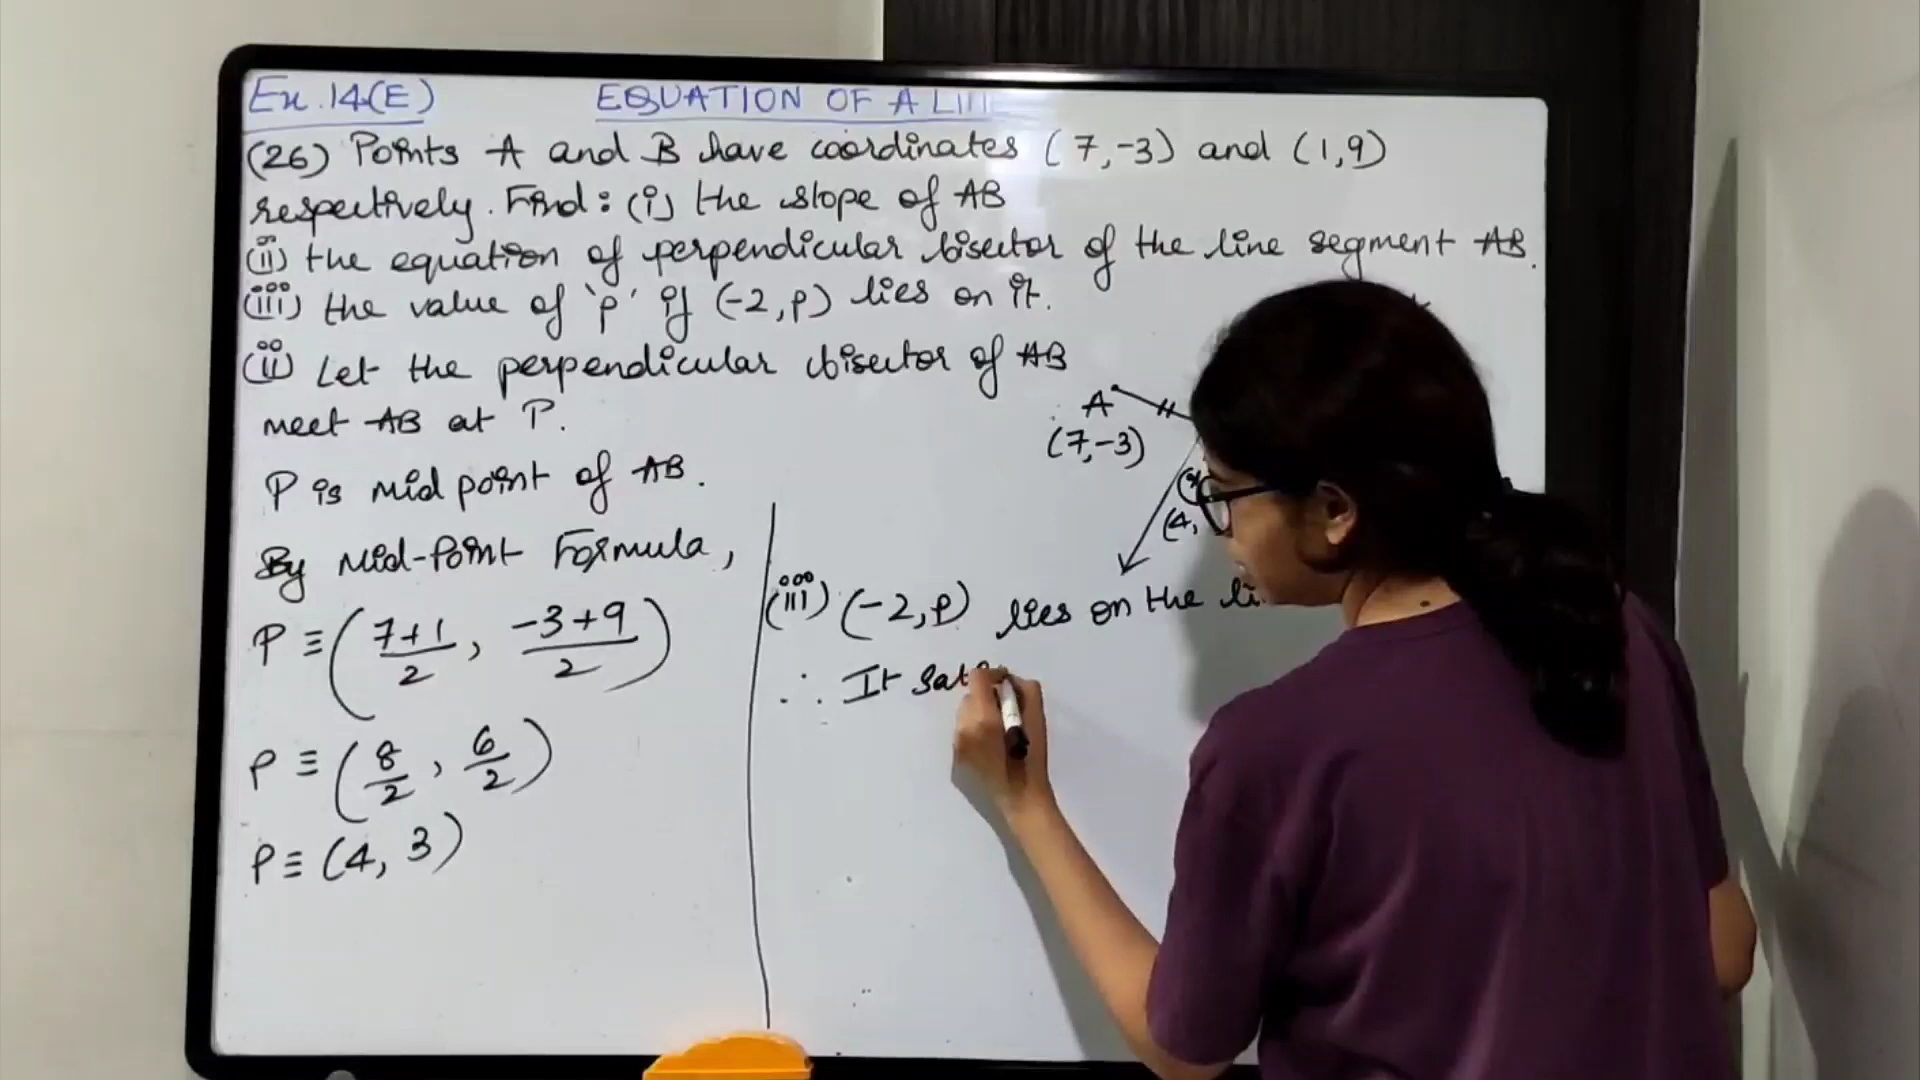 Ex.14(E) EQUATION OF A
(26) Points A and B have coordinates (7,-3) and (1,9)
respectively. Find: (i) the slope of AB
(ii) the equation of perpendicular bisector of the line segment AB.
(iii) the value of 'p' if (-2,p) lies on it.
(ii) Let the perpendicular bisector of AB
meet AB at P.
P is midpoint of AB.
By Mid-Point Formula,
P ≡ (7+1/2, -3+9/2)
P ≡ (8/2, 6/2)
P ≡ (4, 3)
A
(7,-3)
(4,
(iii) (-2,p) lies on the
∴ It